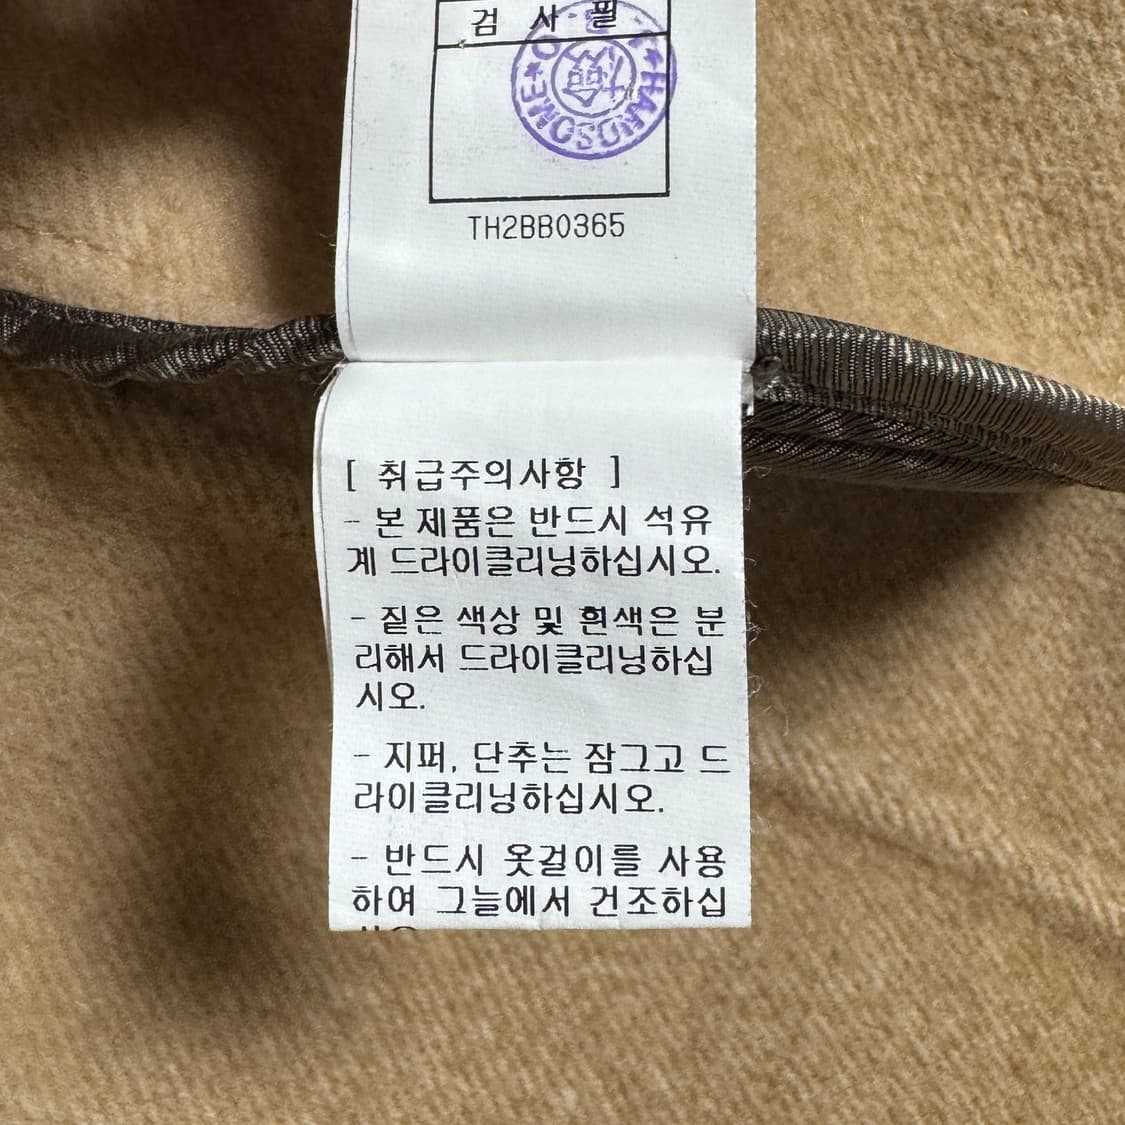 검 사 필
HANDSOME
TH2BB0365
[ 취급주의사항 ]
- 본 제품은 반드시 석유
계 드라이클리닝하십시오.
- 짙은 색상 및 흰색은 분
리해서 드라이클리닝하십
시오.
- 지퍼, 단추는 잠그고 드
라이클리닝하십시오.
- 반드시 옷걸이를 사용
하여 그늘에서 건조하십